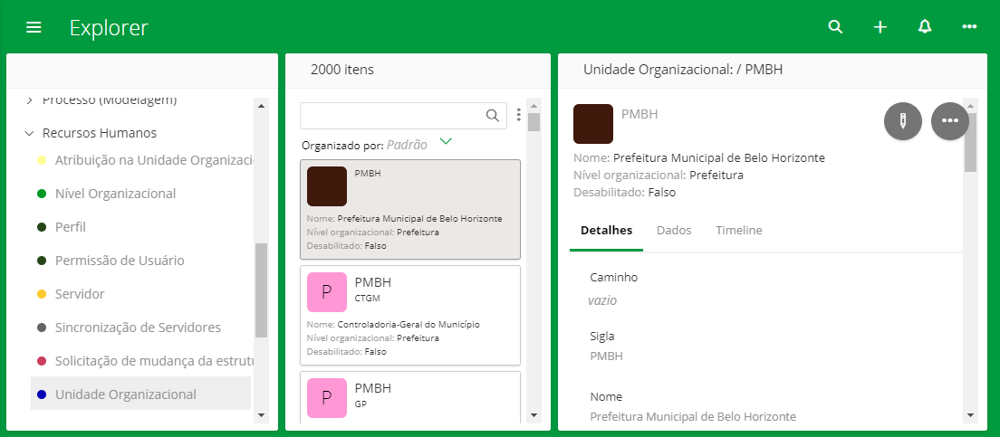 Explorer
Processo (Modelagem)
Recursos Humanos
Atribuição na Unidade Organizaci
Nível Organizacional
Perfil
Permissão de Usuário
Servidor
Sincronização de Servidores
Solicitação de mudança da estrutu
Unidade Organizacional
2000 itens
Organizado por: Padrão
PMBH
Nome: Prefeitura Municipal de Belo Horizonte
Nível organizacional: Prefeitura
Desabilitado: Falso
P
PMBH
CTGM
Nome: Controladoria-Geral do Município
Nível organizacional: Prefeitura
Desabilitado: Falso
P
PMBH
GP
Unidade Organizacional: / PMBH
PMBH
Nome: Prefeitura Municipal de Belo Horizonte
Nível organizacional: Prefeitura
Desabilitado: Falso
Detalhes Dados Timeline
Caminho
vazio
Sigla
PMBH
Nome
Prefeitura Municipal de Belo Horizonte